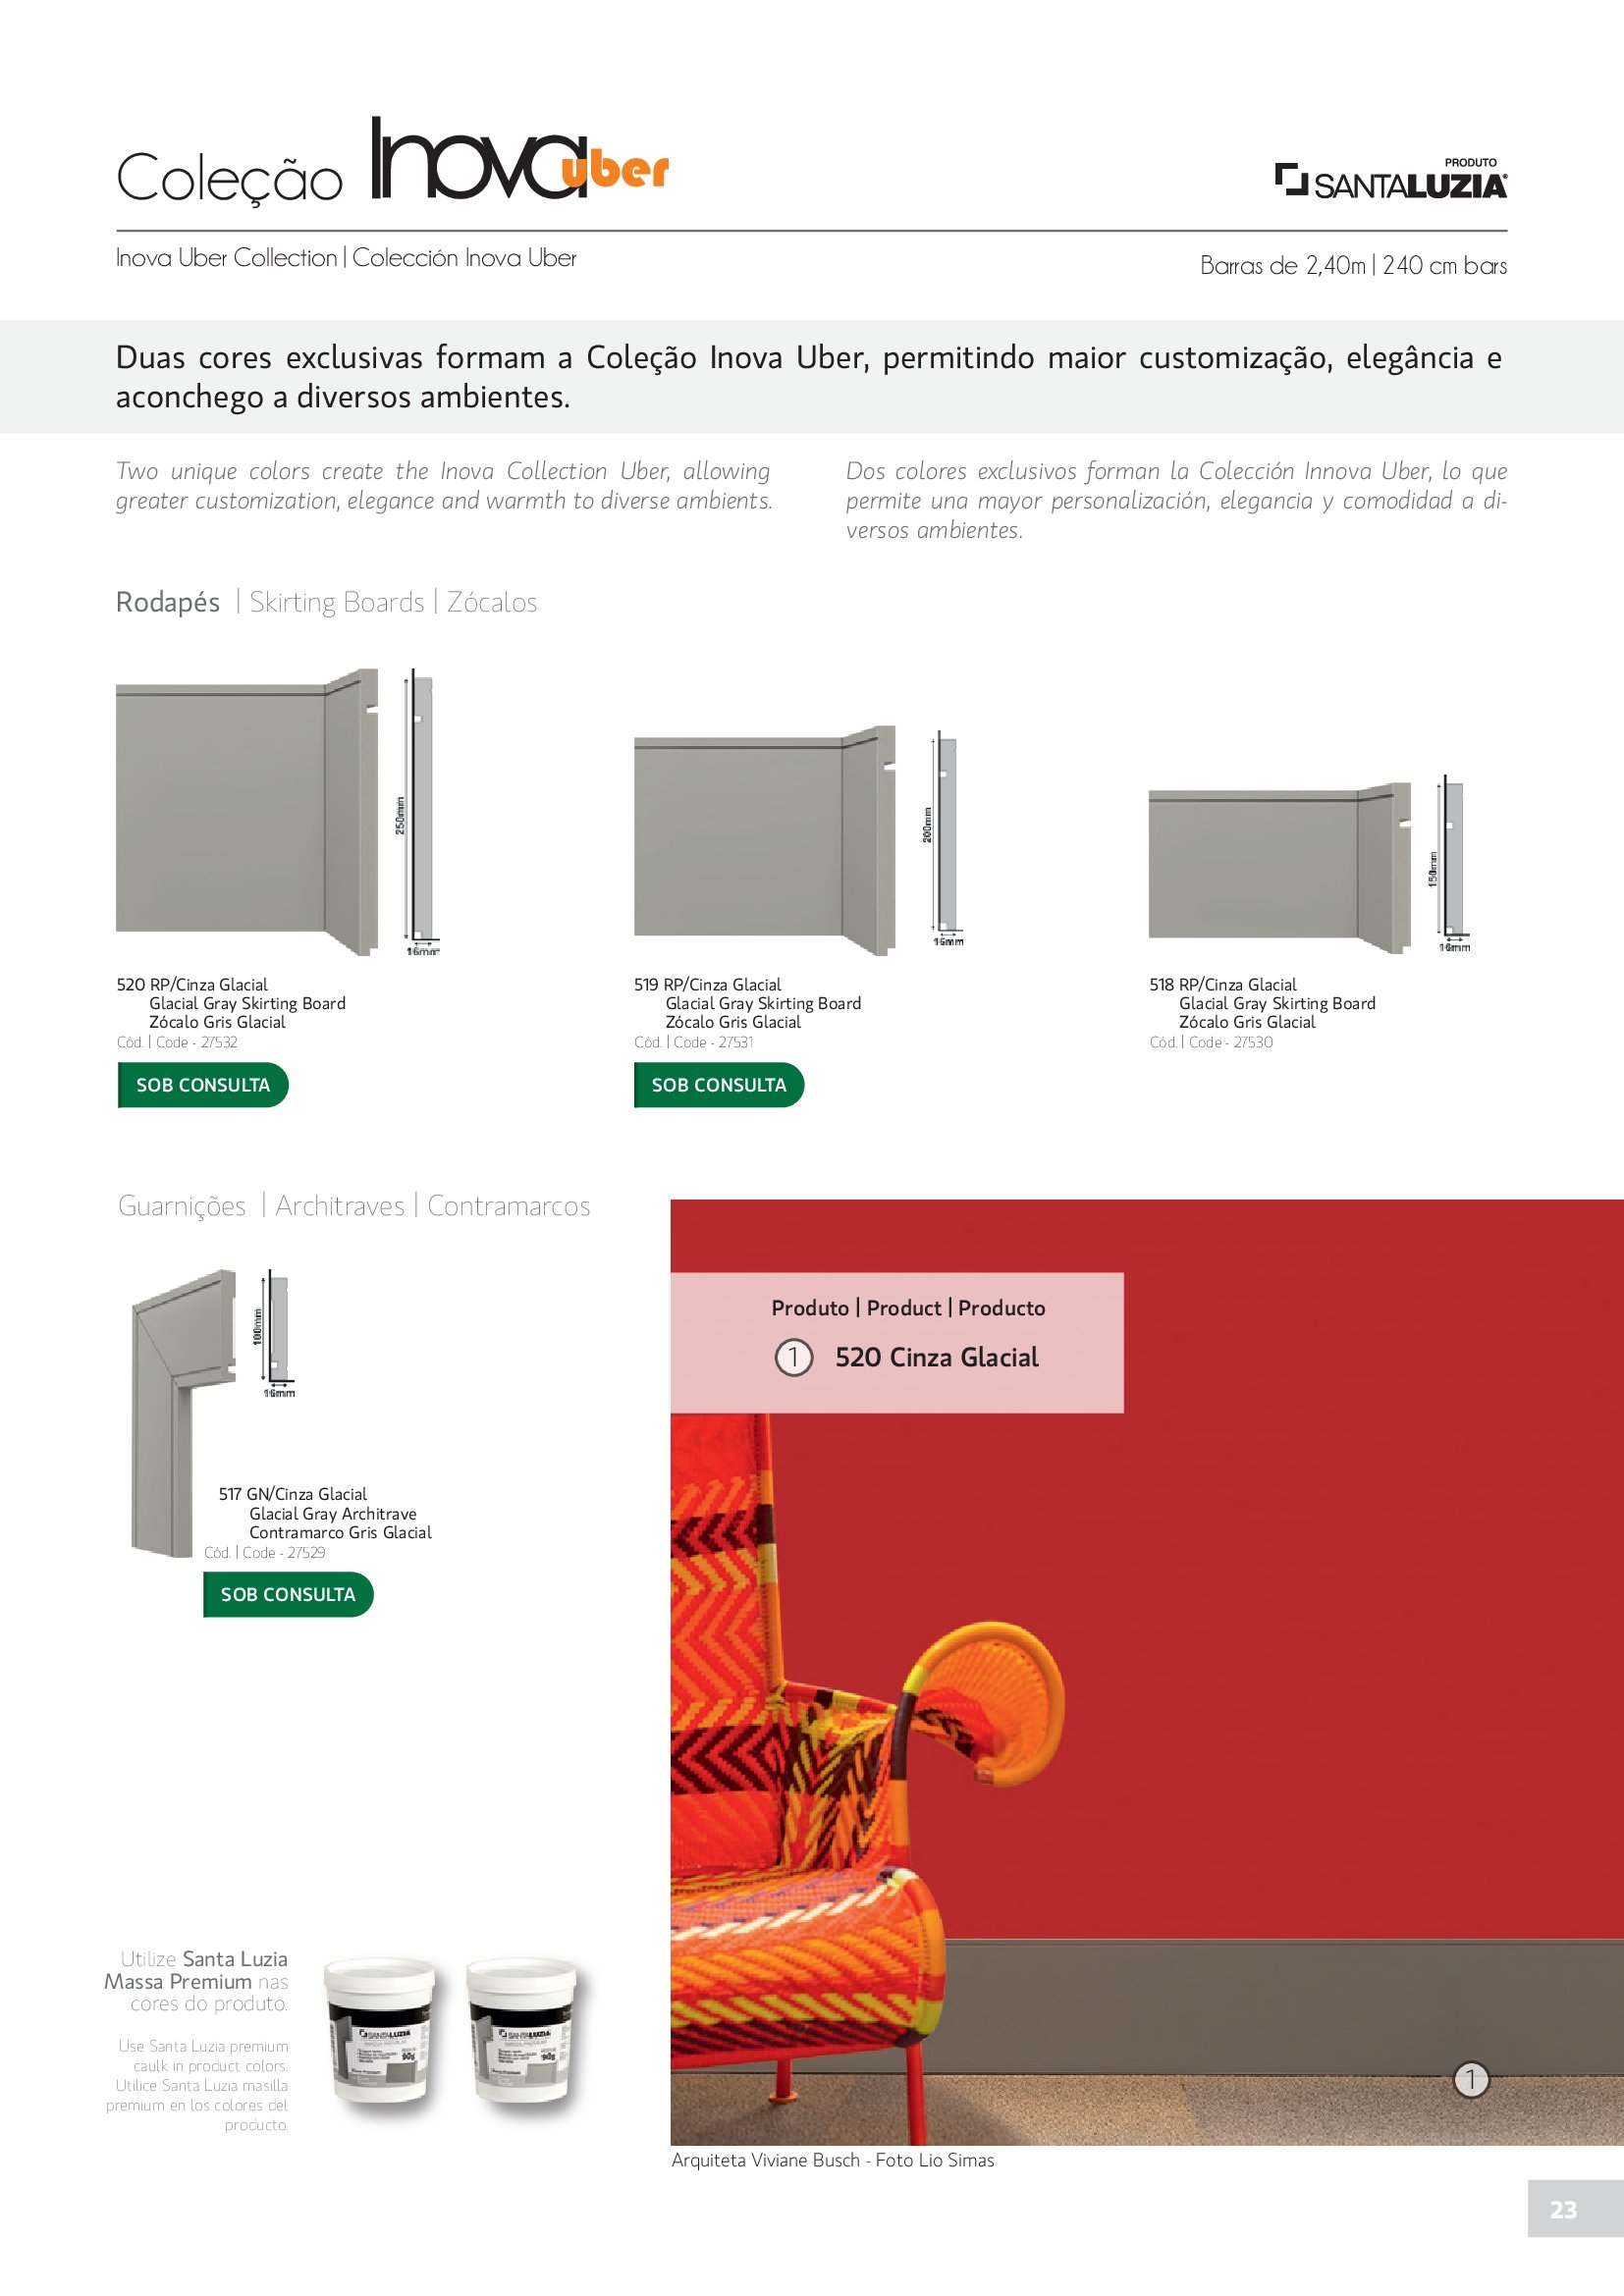 Coleção Inova uber
PRODUTO
SANTALUZIA
Inova Uber Collection | Colección Inova Uber
Barras de 2,40m | 240 cm bars
Duas cores exclusivas formam a Coleção Inova Uber, permitindo maior customização, elegância e
aconchego a diversos ambientes.
Two unique colors create the Inova Collection Uber, allowing
greater customization, elegance and warmth to diverse ambients.
Dos colores exclusivos forman la Colección Innova Uber, lo que
permite una mayor personalización, elegancia y comodidad a di-
versos ambientes.
Rodapés | Skirting Boards | Zócalos
250mm
16mm
200mm
16mm
150mm
16mm
520 RP/Cinza Glacial
Glacial Gray Skirting Board
Zócalo Gris Glacial
Cód. | Code - 27532
SOB CONSULTA
519 RP/Cinza Glacial
Glacial Gray Skirting Board
Zócalo Gris Glacial
Cód. | Code - 27531
SOB CONSULTA
518 RP/Cinza Glacial
Glacial Gray Skirting Board
Zócalo Gris Glacial
Cód. | Code - 27530
Guarnições | Architraves | Contramarcos
100mm
16mm
517 GN/Cinza Glacial
Glacial Gray Architrave
Contramarco Gris Glacial
Cód. | Code - 27529
SOB CONSULTA
Produto | Product | Producto
1 520 Cinza Glacial
1
Utilize Santa Luzia
Massa Premium nas
cores do produto.
Use Santa Luzia premium
caulk in product colors.
Utilice Santa Luzia masilla
premium en los colores del
producto.
SANTALUZIA
90g
SANTALUZIA
90g
Arquiteta Viviane Busch - Foto Lio Simas
23